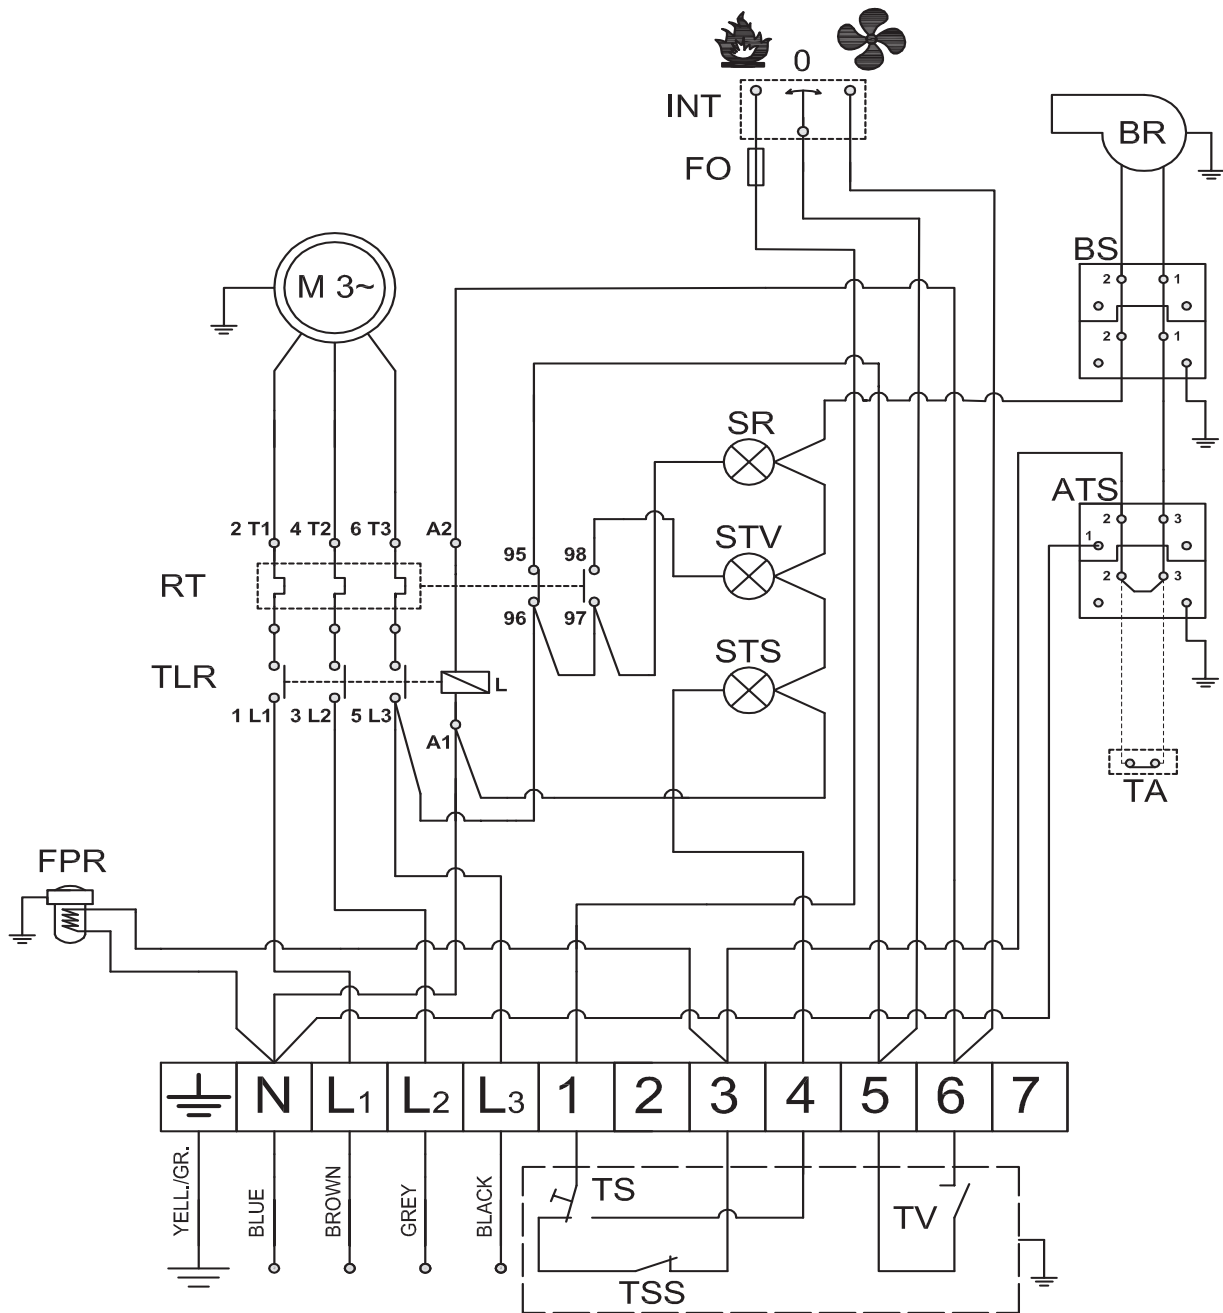 0
INT
FO
BR
BS
2 1
2 1
M 3~
SR
2 T1 4 T2 6 T3 A2
95 98
STV
ATS
2 3
1
2 3
RT
96 97
STS
TLR
L
1 L1 3 L2 5 L3
A1
TA
FPR
N L1 L2 L3 1 2 3 4 5 6 7
YELL./GR.
BLUE
BROWN
GREY
BLACK
TS
TV
TSS